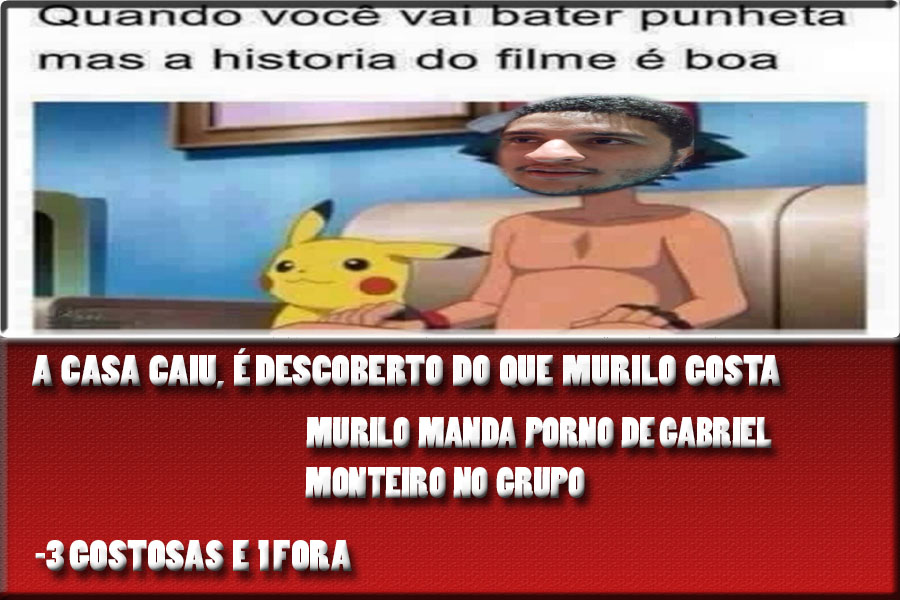 Quando você vai bater punheta
mas a historia do filme é boa
A CASA CAIU, É DESCOBERTO DO QUE MURILO GOSTA
MURILO MANDA PORNO DE GABRIEL
MONTEIRO NO GRUPO
-3 GOSTOSAS E 1 FORA